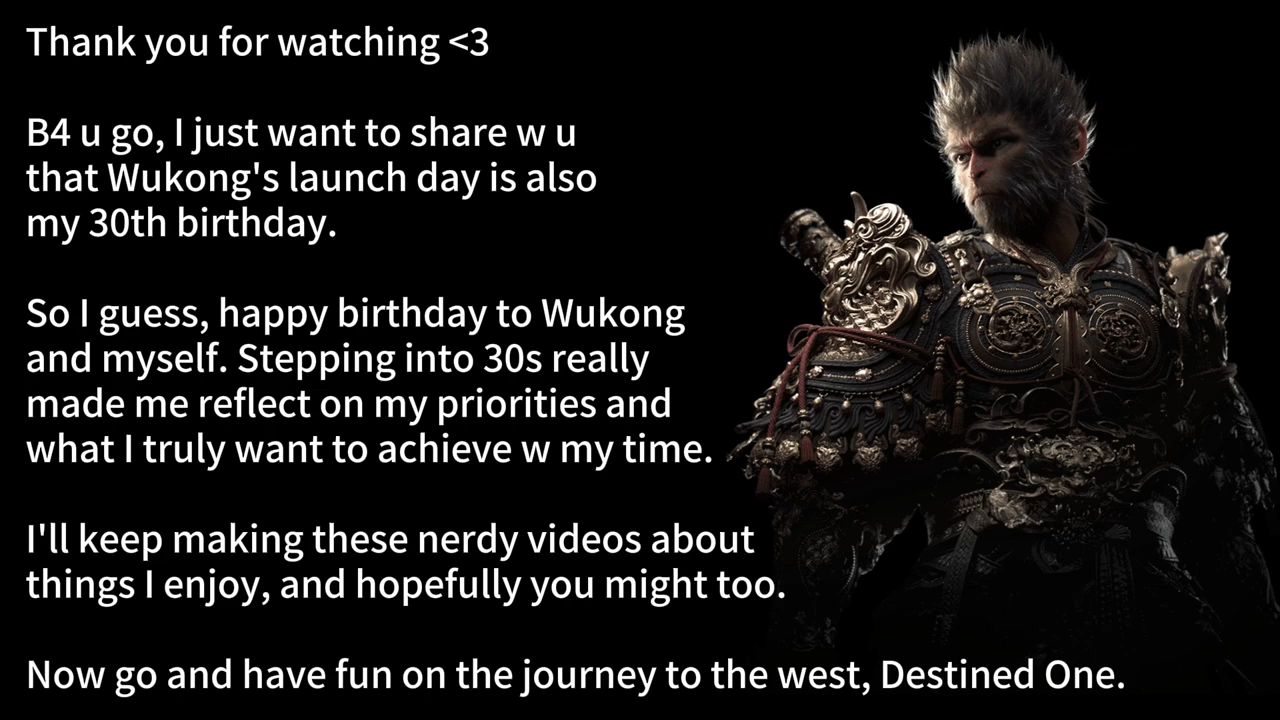 Thank you for watching <3
B4 u go, I just want to share w u
that Wukong's launch day is also
my 30th birthday.
So I guess, happy birthday to Wukong
and myself. Stepping into 30s really
made me reflect on my priorities and
what I truly want to achieve w my time.
I'll keep making these nerdy videos about
things I enjoy, and hopefully you might too.
Now go and have fun on the journey to the west, Destined One.